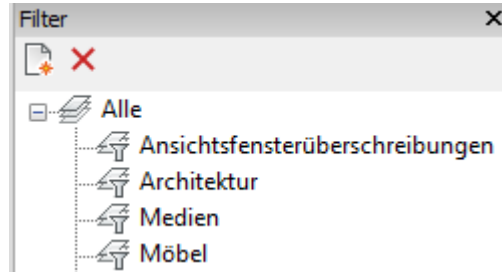 Filter
Alle
Ansichtsfensterüberschreibungen
Architektur
Medien
Möbel